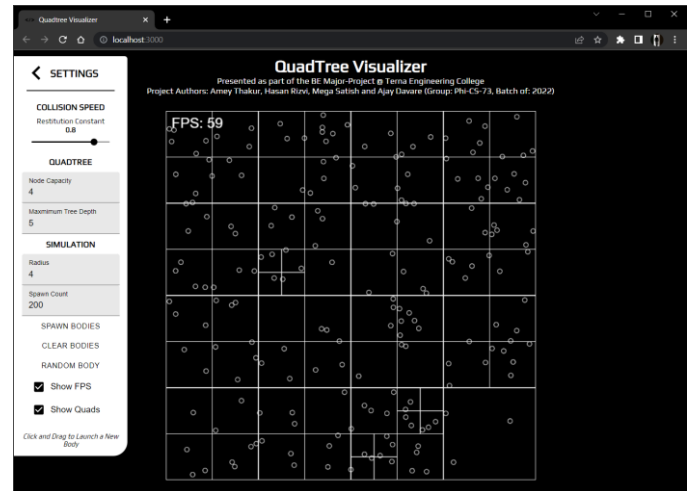 Quadtree Visualizer
localhost:3000
SETTINGS
QuadTree Visualizer
Presented as part of the BE Major-Project @ Terna Engineering College
Project Authors: Amey Thakur, Hasan Rizvi, Mega Satish and Ajay Davare (Group: Phi-CS-73, Batch of: 2022)
COLLISION SPEED
Restitution Constant
0.8
QUADTREE
Node Capacity
4
Maxmimum Tree Depth
5
SIMULATION
Radius
4
Spawn Count
200
SPAWN BODIES
CLEAR BODIES
RANDOM BODY
Show FPS
Show Quads
Click and Drag to Launch a New
Body
FPS: 59